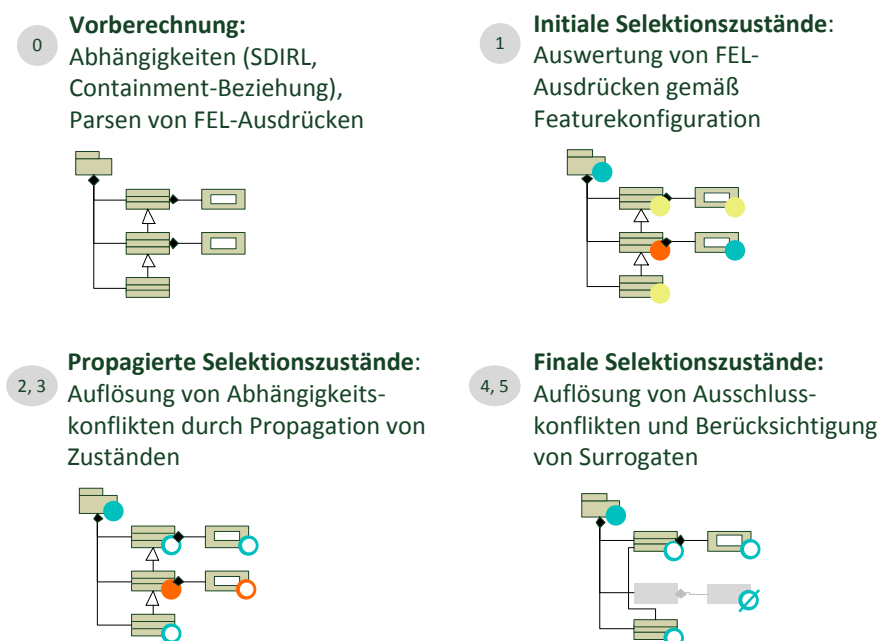 0
Vorberechnung:
Abhängigkeiten (SDIRL,
Containment-Beziehung),
Parsen von FEL-Ausdrücken
1
Initiale Selektionszustände:
Auswertung von FEL-
Ausdrücken gemäß
Featurekonfiguration
2, 3
Propagierte Selektionszustände:
Auflösung von Abhängigkeits-
konflikten durch Propagation von
Zuständen
4, 5
Finale Selektionszustände:
Auflösung von Ausschluss-
konflikten und Berücksichtigung
von Surrogaten